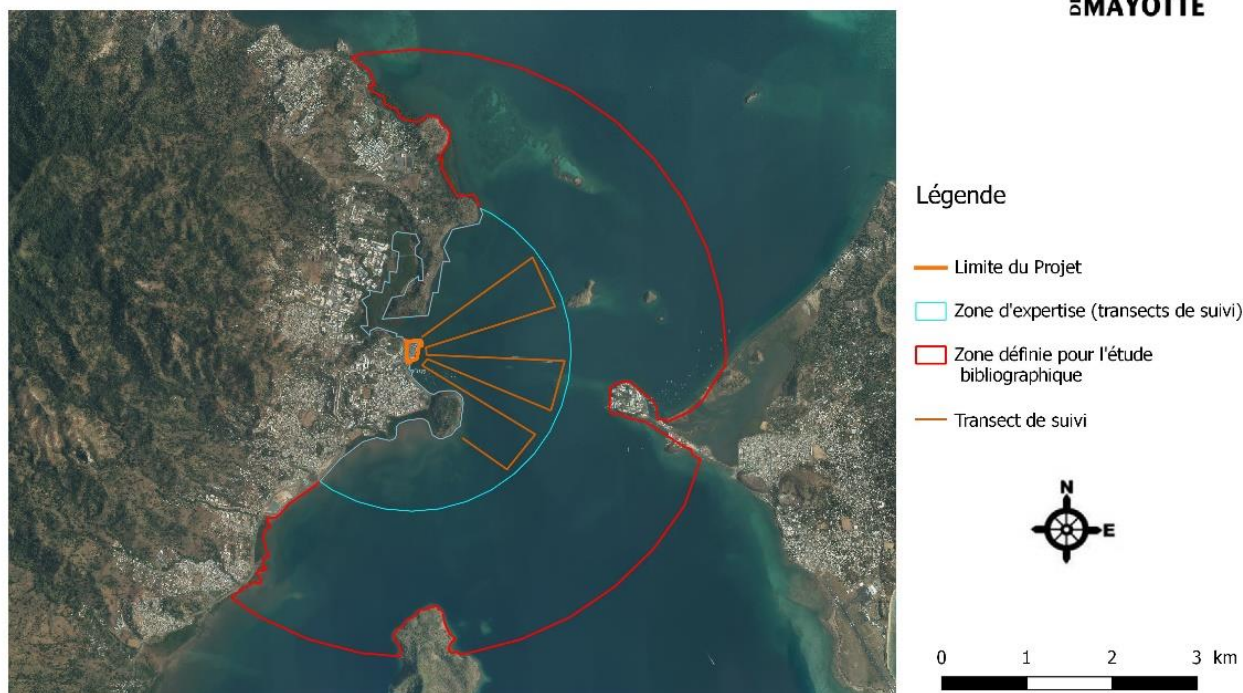 DE MAYOTTE
Légende
Limite du Projet
Zone d'expertise (transects de suivi)
Zone définie pour l'étude
bibliographique
Transect de suivi
N
E
0 1 2 3 km